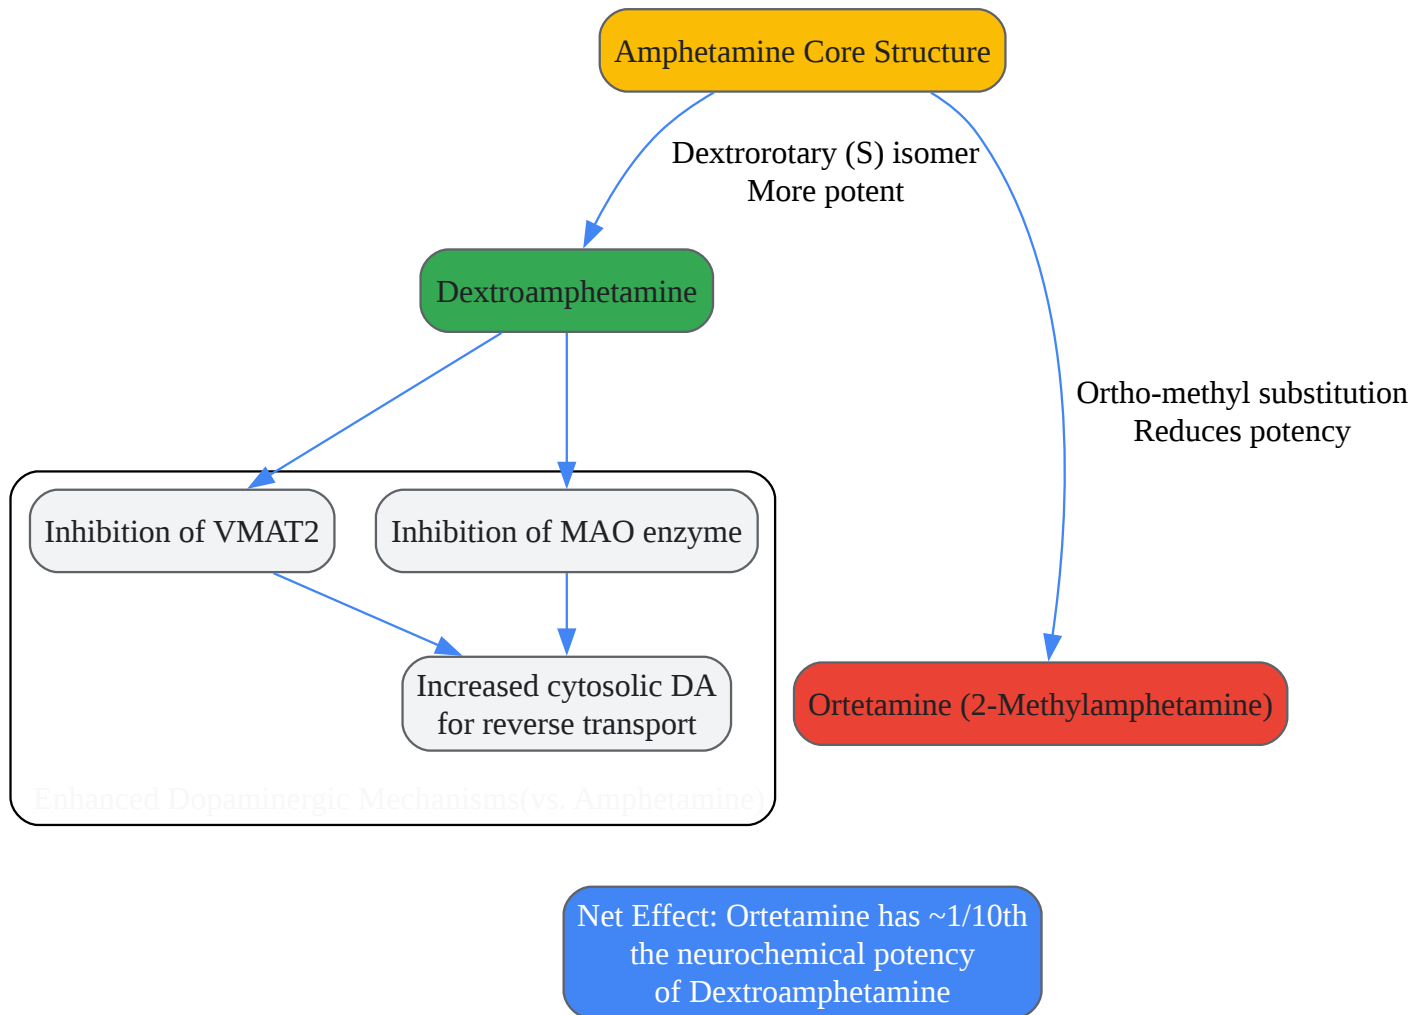 Amphetamine Core Structure
Dextrorotary (S) isomer
More potent
Dextroamphetamine
Ortho-methyl substitution
Reduces potency
Inhibition of VMAT2
Inhibition of MAO enzyme
Increased cytosolic DA
for reverse transport
Ortetamine (2-Methylamphetamine)
Enhanced Dopaminergic Mechanisms(vs. Amphetamine)
Net Effect: Ortetamine has ~1/10th
the neurochemical potency
of Dextroamphetamine